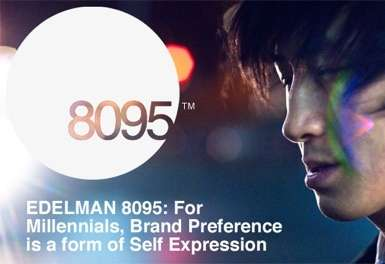 8095™
EDELMAN 8095: For
Millennials, Brand Preference
is a form of Self Expression